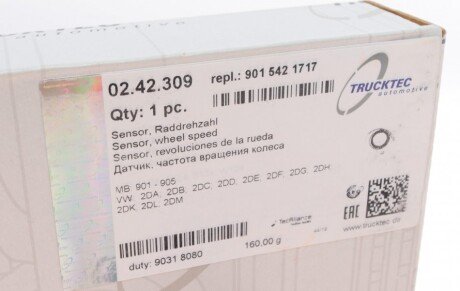 02.42.309 repl.: 901 542 1717
Qty: 1 pc.
TRUCKTEC
automotive
Sensor, Raddrehzahl
Sensor, wheel speed
Sensor, revoluciones de la rueda
Датчик, частота вращения колеса
MB 901 - 905
VW 2DA, 2DB, 2DC, 2DD, 2DE, 2DF, 2DG, 2DH
2DK, 2DL, 2DM
TecAlliance
EAC
duty: 9031 8080
160.00 g
www.trucktec.de